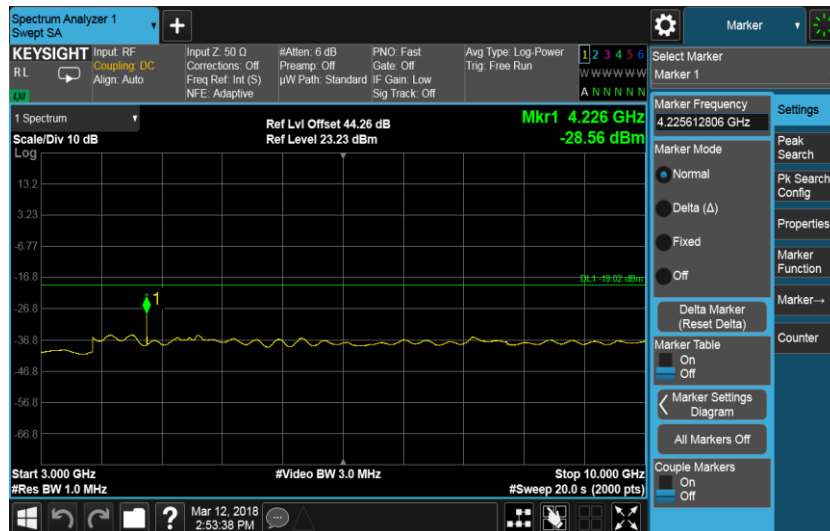 Spectrum Analyzer 1
Swept SA
Marker
KEYSIGHT
Input: RF
Input Z: 50 Ω
#Atten: 6 dB
PNO: Fast
Avg Type: Log-Power
1 2 3 4 5 6
RL
Coupling: DC
Corrections: Off
Preamp: Off
Gate: Off
Trig: Free Run
Align: Auto
Freq Ref: Int (S)
µW Path: Standard
IF Gain: Low
W W W W W W
NFE: Adaptive
Sig Track: Off
A N N N N N
Select Marker
Marker 1
1 Spectrum
Ref Lvl Offset 44.26 dB
Mkr1 4.226 GHz
Scale/Div 10 dB
Ref Level 23.23 dBm
-28.56 dBm
Log
13.2
3.23
-6.77
-16.8
-26.8
-36.8
-46.8
-56.8
-66.8
DL1 -19.02 dBm
1
Start 3.000 GHz
#Video BW 3.0 MHz
Stop 10.000 GHz
#Res BW 1.0 MHz
#Sweep 20.0 s (2000 pts)
Marker Frequency
4.225612806 GHz
Marker Mode
Normal
Delta (Δ)
Fixed
Off
Delta Marker
(Reset Delta)
Marker Table
On
Off
Marker Settings
Diagram
All Markers Off
Couple Markers
On
Off
Settings
Peak
Search
Pk Search
Config
Properties
Marker
Function
Marker→
Counter
?
Mar 12, 2018
2:53:38 PM